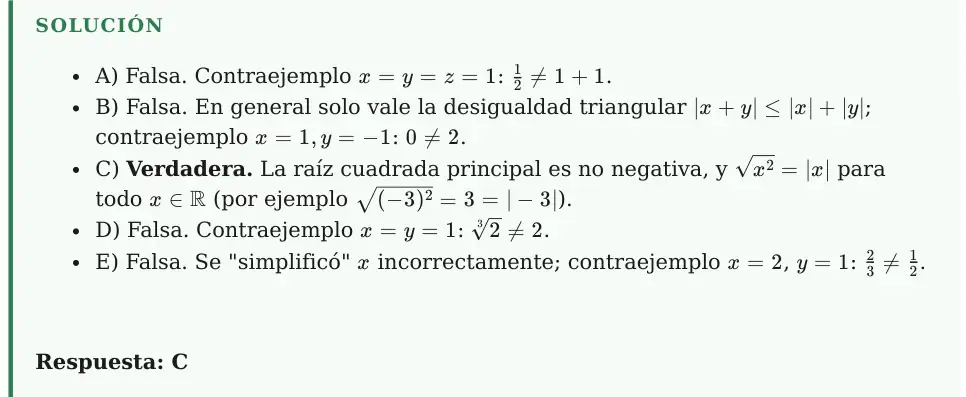 SOLUCIÓN
• A) Falsa. Contraejemplo x = y = z = 1: 1/2 ≠ 1 + 1.
• B) Falsa. En general solo vale la desigualdad triangular |x + y| ≤ |x| + |y|;
contraejemplo x = 1, y = −1: 0 ≠ 2.
• C) Verdadera. La raíz cuadrada principal es no negativa, y √(x²) = |x| para
todo x ∈ ℝ (por ejemplo √((−3)²) = 3 = | − 3|).
• D) Falsa. Contraejemplo x = y = 1: ∛2 ≠ 2.
• E) Falsa. Se "simplificó" x incorrectamente; contraejemplo x = 2, y = 1: 2/3 ≠ 1/2.
Respuesta: C